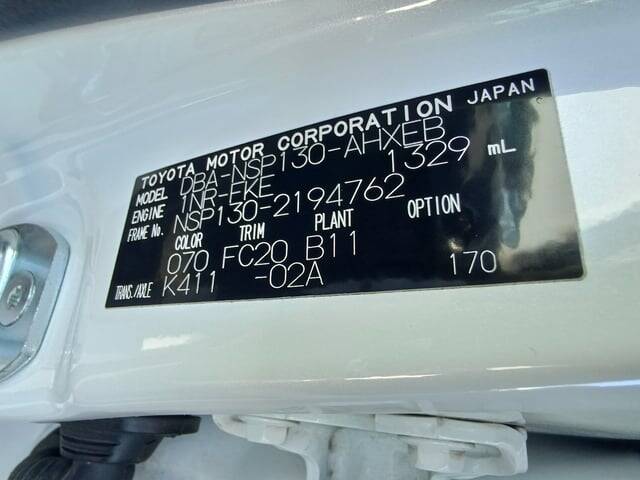 TOYOTA MOTOR CORPORATION JAPAN
MODEL DBA-NSP130-AHXEB
ENGINE 1NR-FKE 1329 mL
FRAME No. NSP130-2194762
COLOR TRIM PLANT OPTION
070 FC20 B11
TRANS./AXLE K411 -02A 170